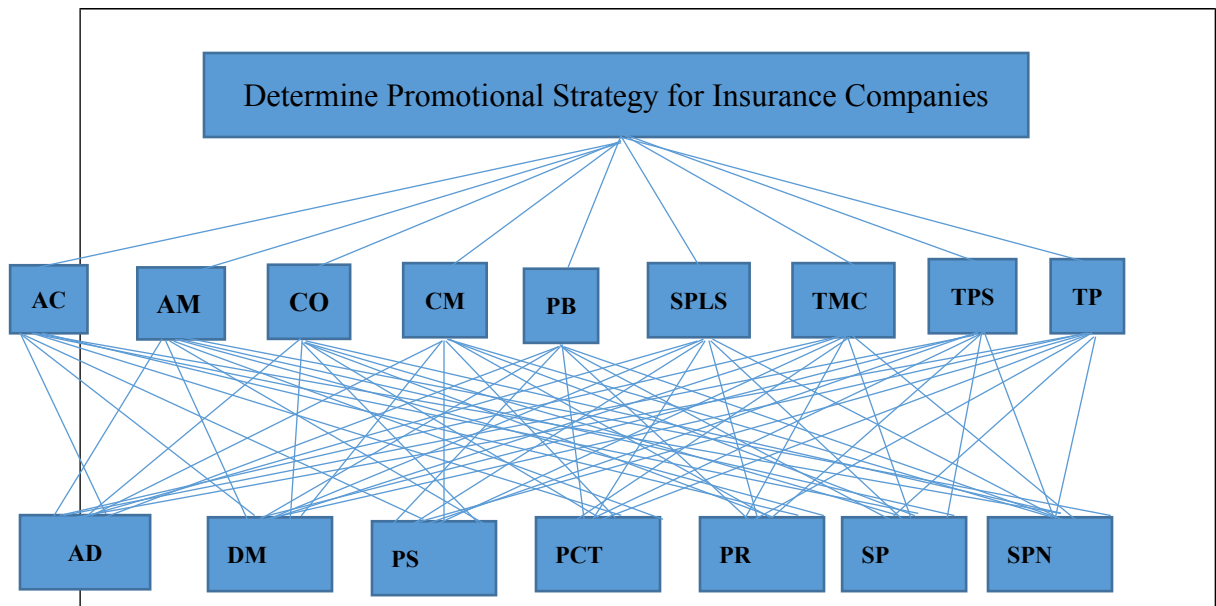 Determine Promotional Strategy for Insurance Companies
AC AM CO CM PB SPLS TMC TPS TP
AD DM PS PCT PR SP SPN